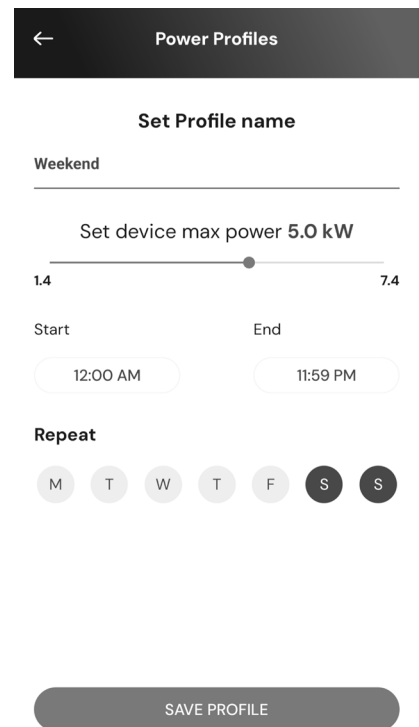 Power Profiles
Set Profile name
Weekend
Set device max power 5.0 kW
1.4 7.4
Start End
12:00 AM 11:59 PM
Repeat
M T W T F S S
SAVE PROFILE